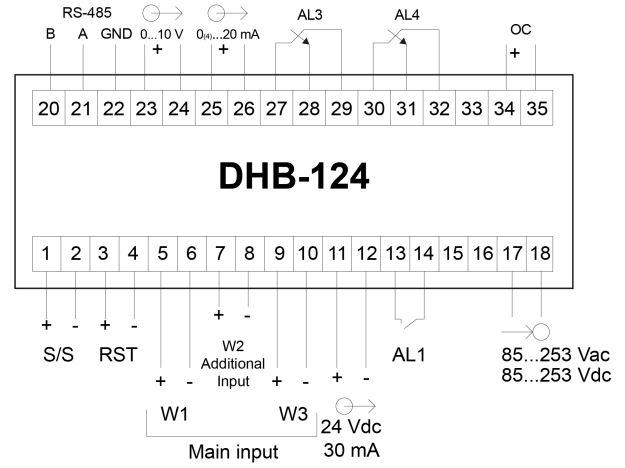 RS-485
AL3
AL4
B A GND 0...10 V 0(4)...20 mA
OC
+ + +
20 21 22 23 24 25 26 27 28 29 30 31 32 33 34 35
DHB-124
1 2 3 4 5 6 7 8 9 10 11 12 13 14 15 16 17 18
+ - + - + -
S/S RST
W2
Additional
Input
AL1
85...253 Vac
85...253 Vdc
+ - + - + -
W1 W3
24 Vdc
30 mA
Main input